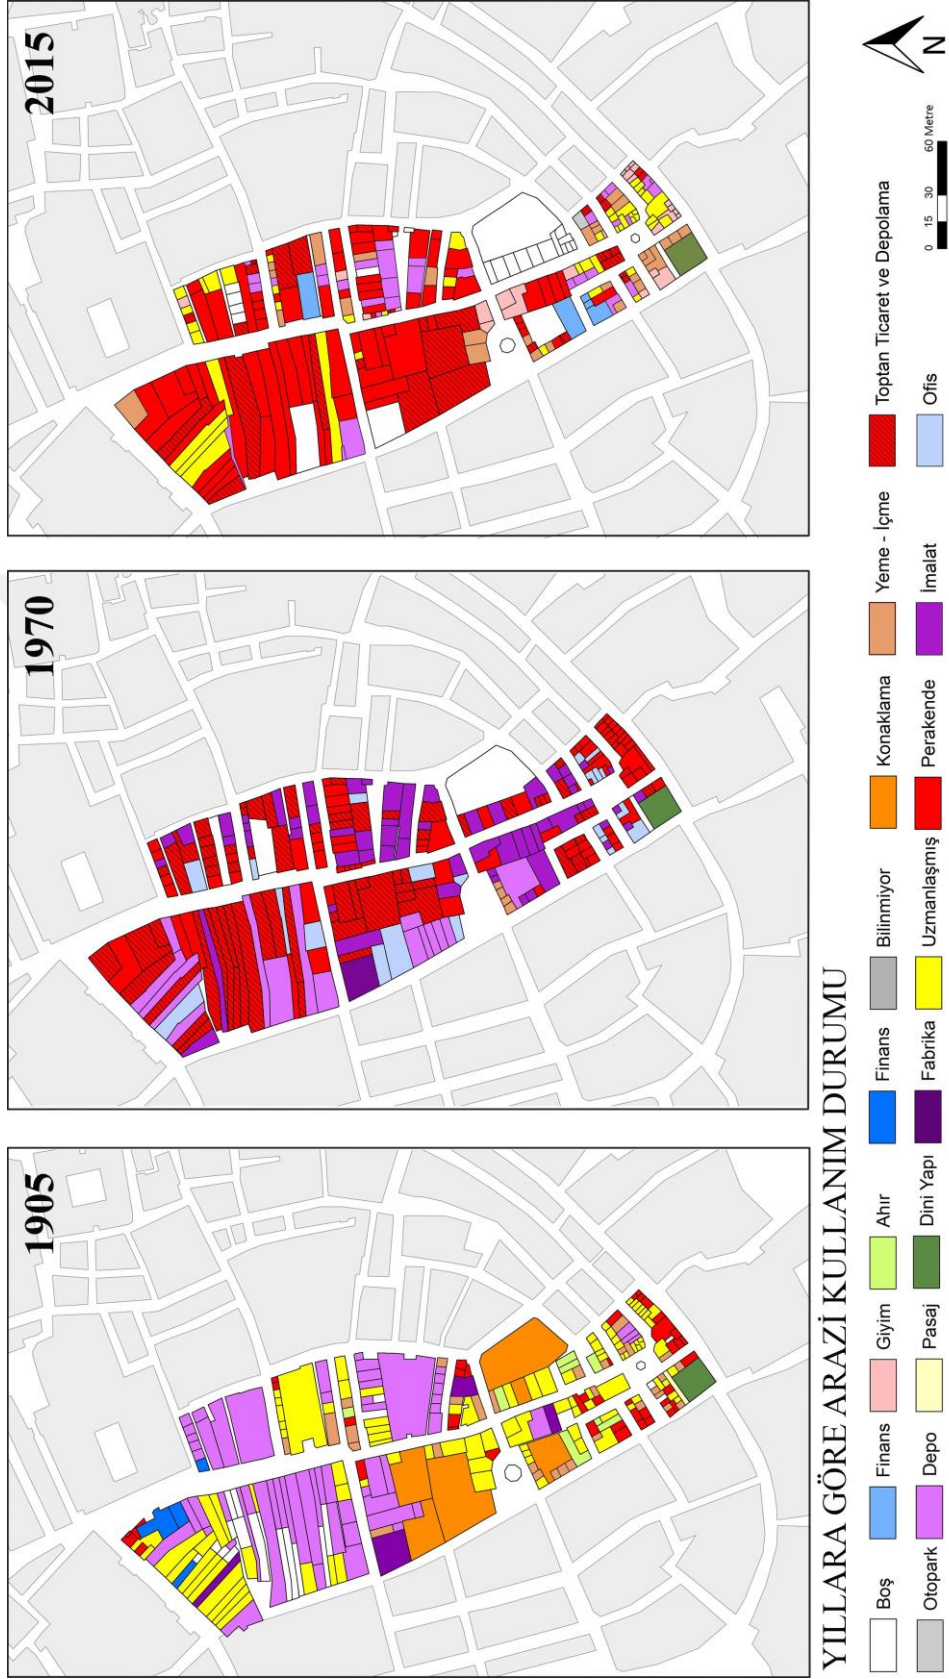 1905
1970
2015
YILLARA GÖRE ARAZİ KULLANIM DURUMU
Boş
Finans
Giyim
Ahır
Finans
Bilinmiyor
Konaklama
Yeme - İçme
Toptan Ticaret ve Depolama
Otopark
Depo
Pasaj
Dini Yapı
Fabrika
Uzmanlaşmış
Perakende
İmalat
Ofis
0 15 30 60 Metre
N